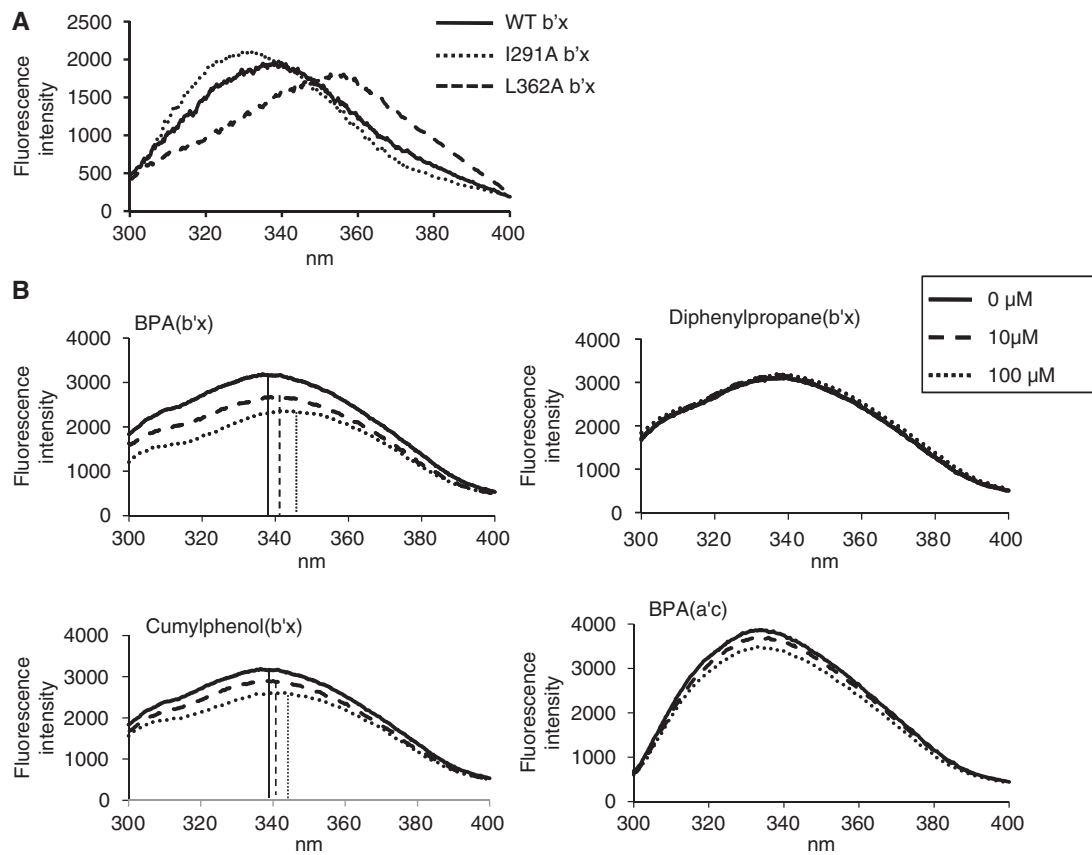 A
Fluorescence
intensity
2500
2000
1500
1000
500
0
300 320 340 360 380 400
nm
WT b'x
I291A b'x
L362A b'x
B
BPA(b'x)
Fluorescence
intensity
4000
3000
2000
1000
0
300 320 340 360 380 400
nm
Diphenylpropane(b'x)
Fluorescence
intensity
4000
3000
2000
1000
0
300 320 340 360 380 400
nm
0 µM
10µM
100 µM
Cumylphenol(b'x)
Fluorescence
intensity
4000
3000
2000
1000
0
300 320 340 360 380 400
nm
BPA(a'c)
Fluorescence
intensity
4000
3000
2000
1000
0
300 320 340 360 380 400
nm